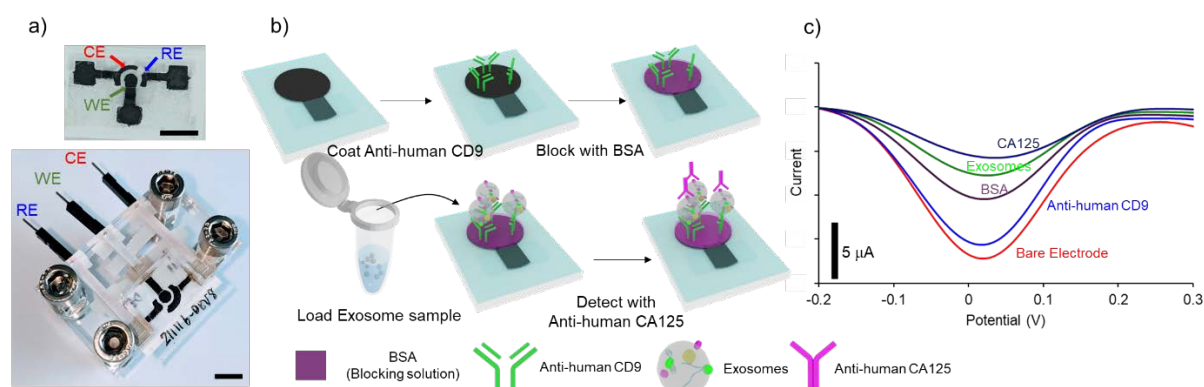 a)
CE
RE
WE
CE
WE
RE
b)
Coat Anti-human CD9
Block with BSA
Load Exosome sample
Detect with
Anti-human CA125
BSA
(Blocking solution)
Anti-human CD9
Exosomes
Anti-human CA125
c)
Current
CA125
Exosomes
BSA
Anti-human CD9
Bare Electrode
5 μA
-0.2
-0.1
0
0.1
0.2
0.3
Potential (V)